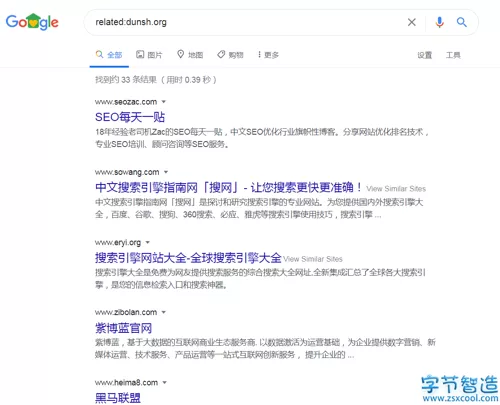 Google
related:dunsh.org
全部 图片 地图 购物 更多 设置 工具
找到约 33 条结果 （用时 0.39 秒）
www.seozac.com
SEO每天一贴
18年经验老司机Zac的SEO每天一贴，中文SEO优化行业旗帜性博客。分享网站优化排名技术，
专业SEO培训、顾问咨询等SEO服务。
www.sowang.com
中文搜索引擎指南网「搜网」- 让您搜索更快更准确！ View Similar Sites
中文搜索引擎指南网「搜网」是探讨和研究搜索引擎的专业网站。为您提供国内外搜索引擎大
全，百度、谷歌、搜狗、360搜索、必应、雅虎等搜索引擎使用技巧，搜索引擎 ...
www.eryi.org
搜索引擎网站大全-全球搜索引擎大全 View Similar Sites
搜索引擎大全是免费为网友提供搜索服务的综合搜索大全网址,全新集成汇总了全球各大搜索引
擎，是您的信息检索入口和搜索神器。
www.zibolan.com
紫博蓝官网
紫博蓝，基于大数据的互联网商业生态服务商. 以数据激活为运营基础，为企业提供数字营销、新
媒体运营、技术服务、产品运营等一站式互联网创新服务， 提升企业的 ...
www.heima8.com
黑马联盟
字节智造
www.zsxcool.com